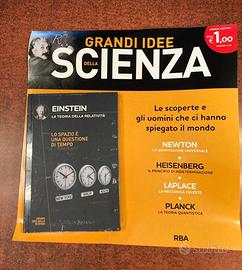 GRANDI IDEE
DELLA
SCIENZA
€1,00
EINSTEIN
LA TEORIA DELLA RELATIVITÀ
LO SPAZIO È
UNA QUESTIONE
DI TEMPO
Le scoperte e
gli uomini che ci hanno
spiegato il mondo
NEWTON
LA GRAVITAZIONE UNIVERSALE
HEISENBERG
IL PRINCIPIO DI INDETERMINAZIONE
LAPLACE
LA MECCANICA CELESTE
PLANCK
LA TEORIA QUANTISTICA
RBA